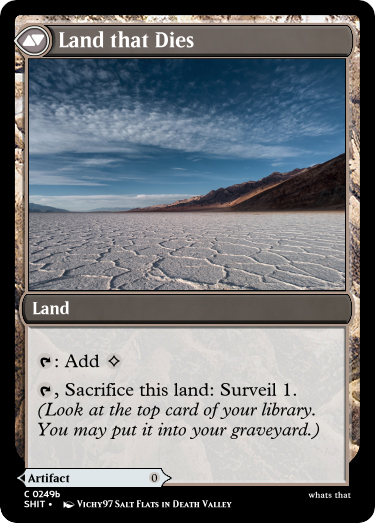 Land that Dies
Land
: Add
, Sacrifice this land: Surveil 1.
(Look at the top card of your library.
You may put it into your graveyard.)
Artifact 0
C 0249b
SHIT • Vichy97 Salt Flats in Death Valley
whats that